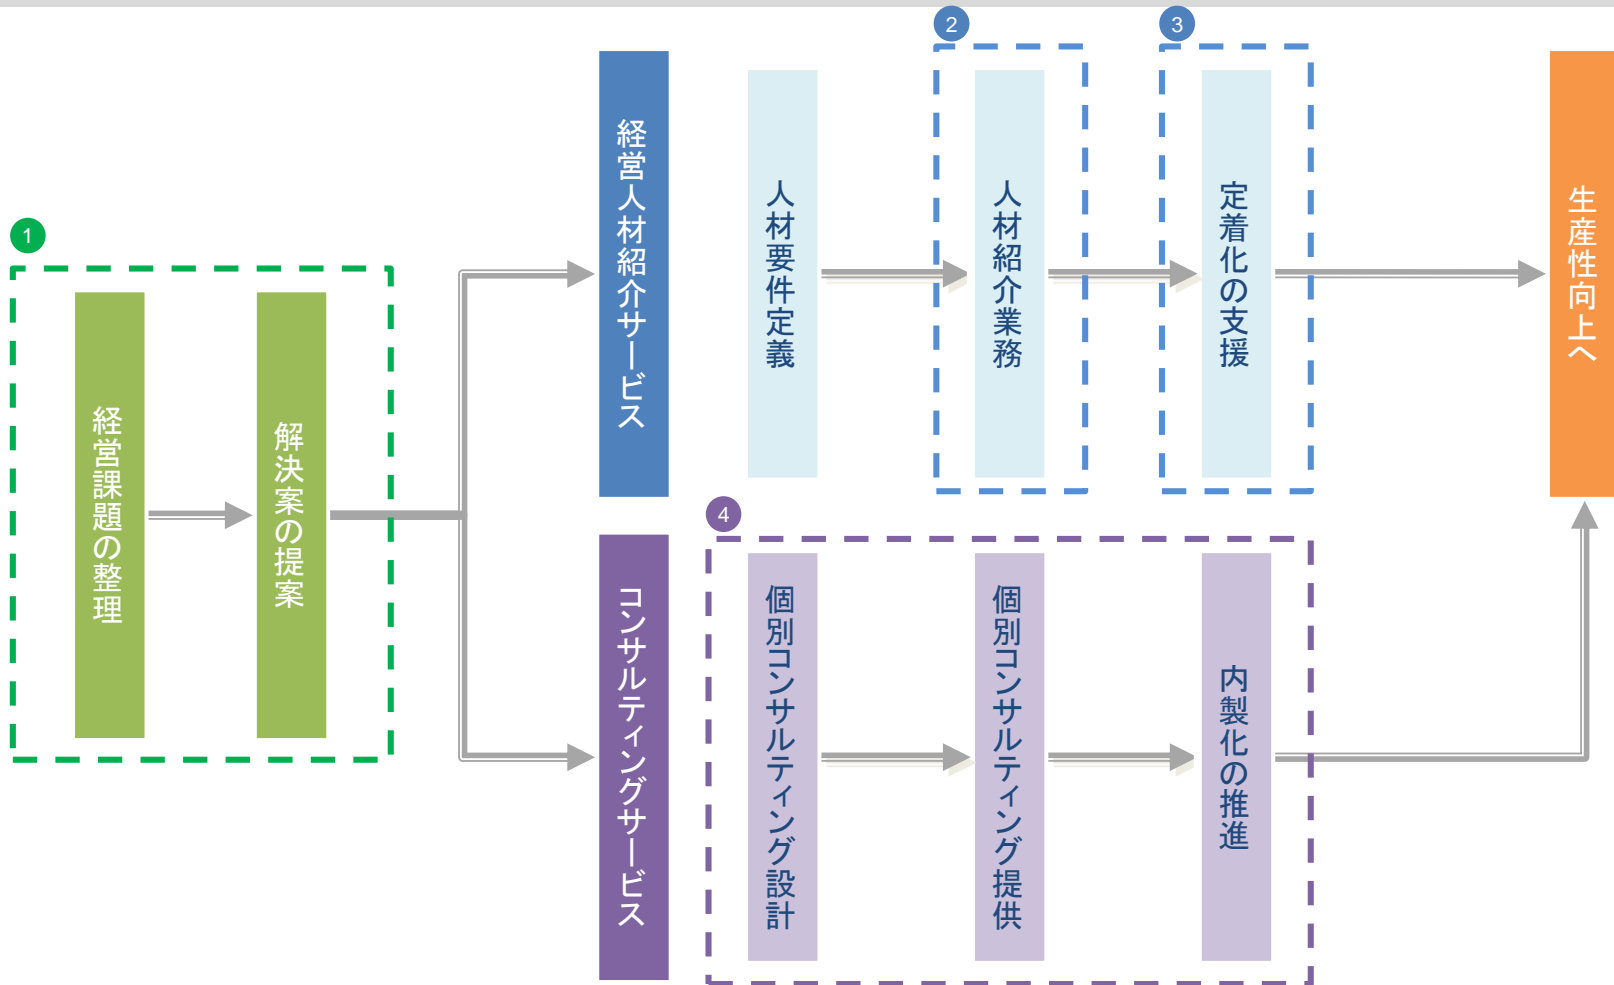 1
経営課題の整理
解決案の提案
経営人材紹介サービス
人材要件定義
2
人材紹介業務
3
定着化の支援
生産性向上へ
コンサルティングサービス
4
個別コンサルティング設計
個別コンサルティング提供
内製化の推進